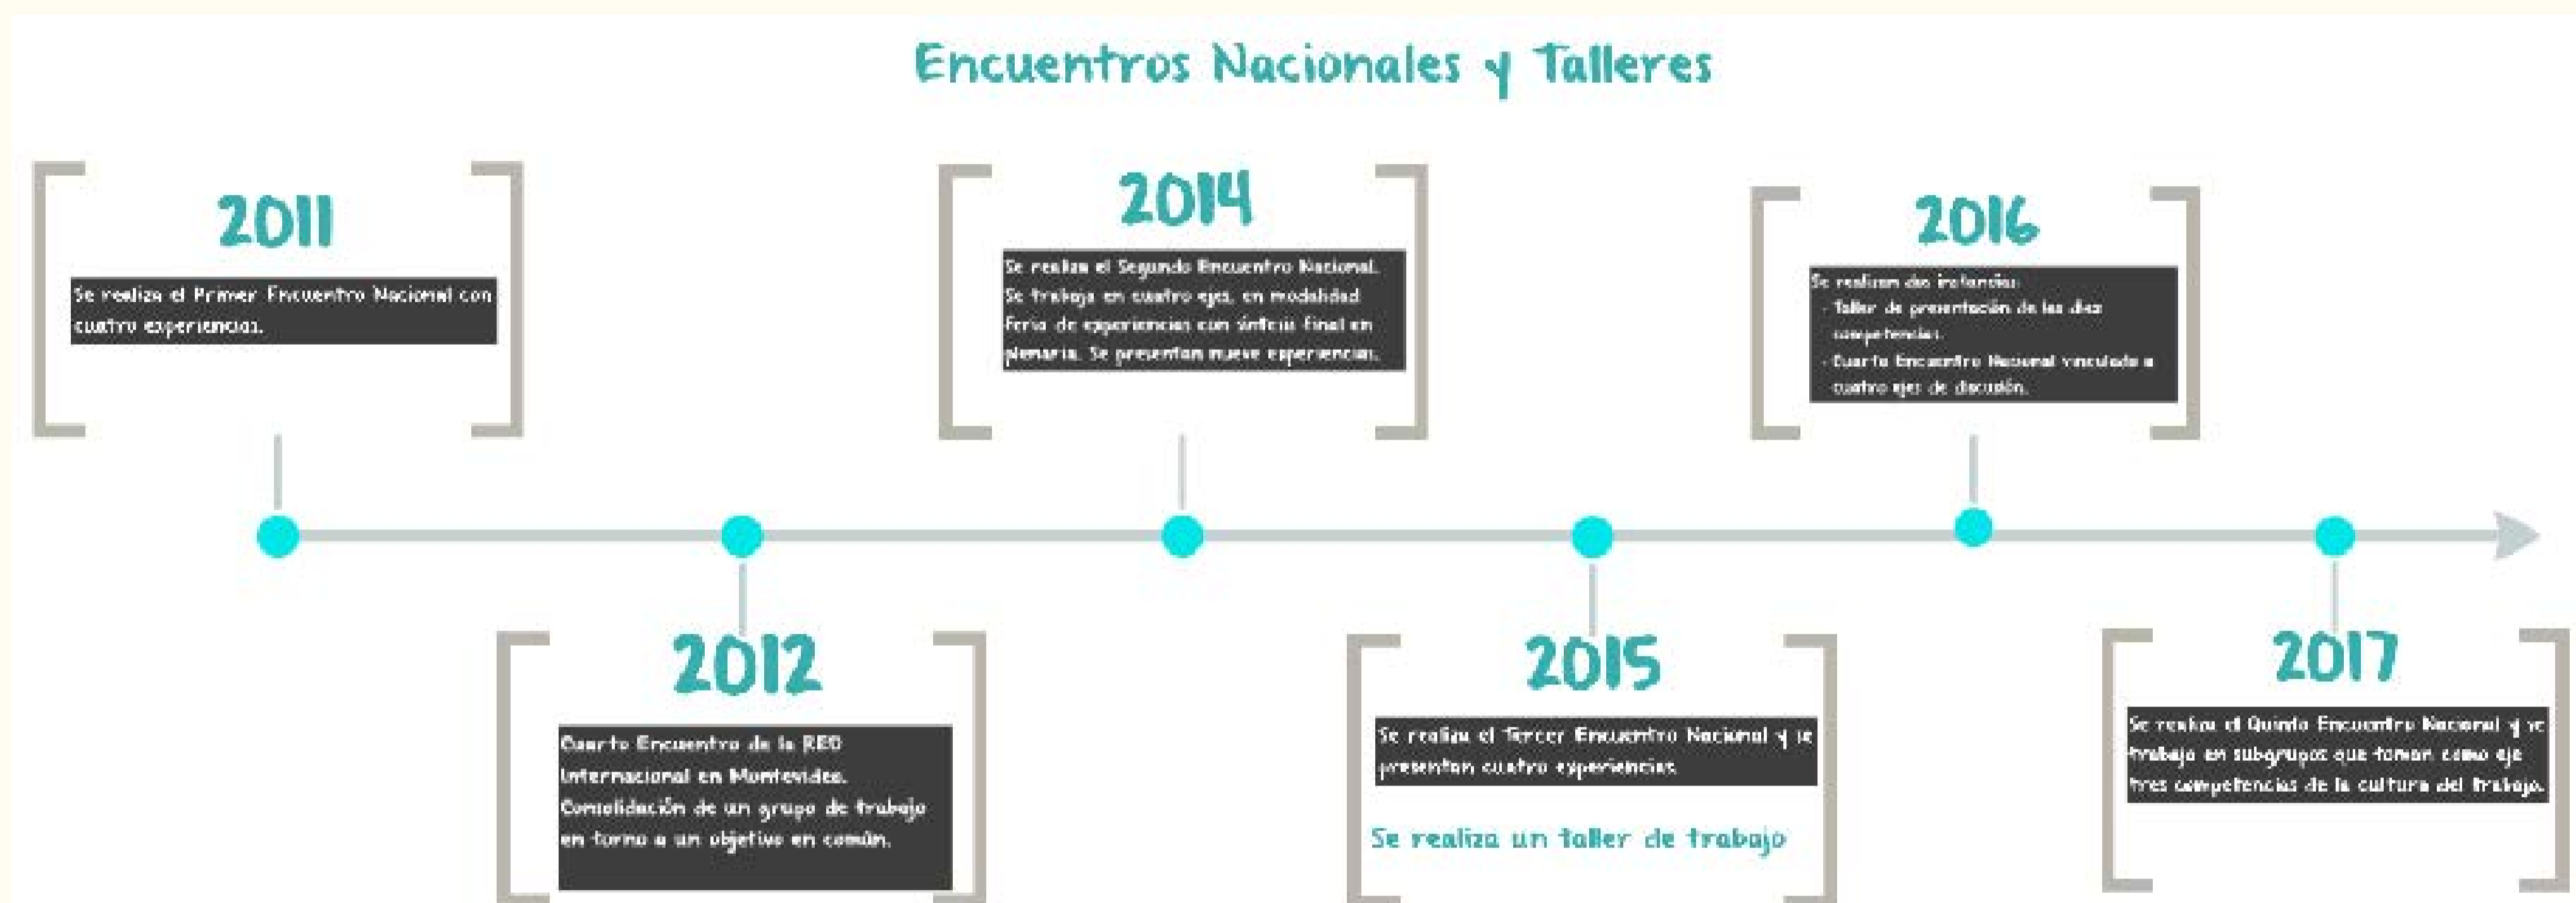 Encuentros Nacionales y Talleres
2011
Se realiza el Primer Encuentro Nacional con
cuatro experiencias.
2012
Cuarto Encuentro de la RED
Internacional en Montevideo.
Consolidación de un grupo de trabajo
en torno a un objetivo en común.
2014
Se realiza el Segundo Encuentro Nacional.
Se trabaja en cuatro ejes, en modalidad
Feria de experiencias con síntesis final en
plenaria. Se presentan nueve experiencias.
2015
Se realiza el Tercer Encuentro Nacional y se
presentan cuatro experiencias
Se realiza un taller de trabajo
2016
Se realizan dos instancias:
- Taller de presentación de las diez
competencias.
- Cuarto Encuentro Nacional vinculado a
cuatro ejes de discusión.
2017
Se realiza el Quinto Encuentro Nacional y se
trabaja en subgrupos que toman como eje
tres competencias de la cultura del trabajo.